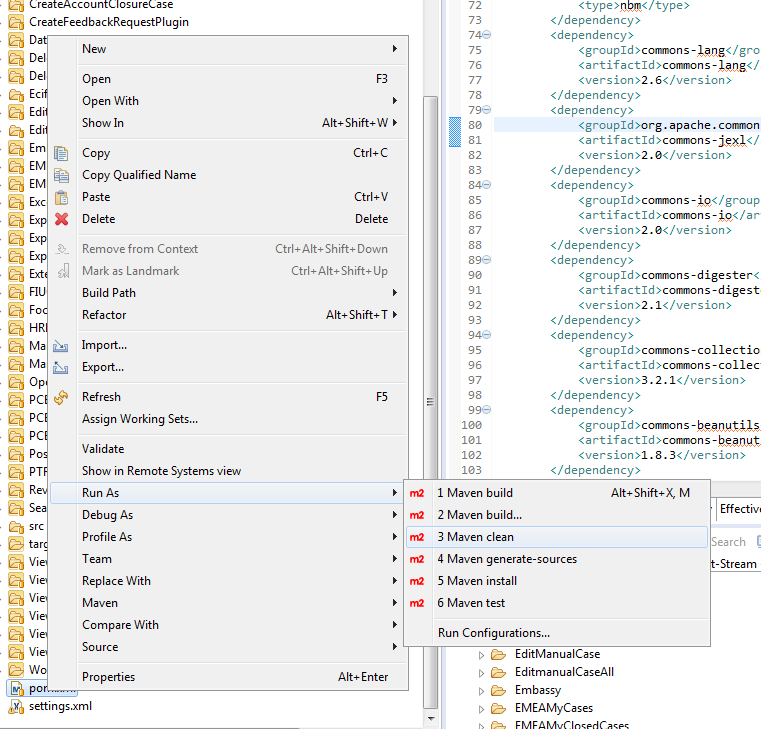 CreateAccountClosureCase
CreateFeedbackRequestPlugin
Dat
Del
Del
Ecif
Edit
Edit
Em
EM
EM
Exc
Exp
Exp
Exp
Exte
FIU
Foc
HRI
Ma
Ma
Ope
PCE
PCE
PCE
Pos
PTF
Rev
Sea
src
targ
View
View
View
View
View
View
Wo
settings.xml
New
Open F3
Open With
Show In Alt+Shift+W
Copy Ctrl+C
Copy Qualified Name
Paste Ctrl+V
Delete Delete
Remove from Context Ctrl+Alt+Shift+Down
Mark as Landmark Ctrl+Alt+Shift+Up
Build Path
Refactor Alt+Shift+T
Import...
Export...
Refresh F5
Assign Working Sets...
Validate
Show in Remote Systems view
Run As
Debug As
Profile As
Team
Replace With
Maven
Compare With
Source
Properties Alt+Enter
m2 1 Maven build Alt+Shift+X, M
m2 2 Maven build...
m2 3 Maven clean
m2 4 Maven generate-sources
m2 5 Maven install
m2 6 Maven test
Run Configurations...
72 <type>nbm</type>
73 </dependency>
74 <dependency>
75 <groupId>commons-lang</gro
76 <artifactId>commons-lang</
77 <version>2.6</version>
78 </dependency>
79 <dependency>
80 <groupId>org.apache.common
81 <artifactId>commons-jexl</
82 <version>2.0</version>
83 </dependency>
84 <dependency>
85 <groupId>commons-io</group
86 <artifactId>commons-io</ar
87 <version>2.0</version>
88 </dependency>
89 <dependency>
90 <groupId>commons-digester<
91 <artifactId>commons-digest
92 <version>2.1</version>
93 </dependency>
94 <dependency>
95 <groupId>commons-collectio
96 <artifactId>commons-collec
97 <version>3.2.1</version>
98 </dependency>
99 <dependency>
100 <groupId>commons-beanutils
101 <artifactId>commons-beanut
102 <version>1.8.3</version>
103 </dependency>
Effective
Search
t-Stream
EditManualCase
EditmanualCaseAll
Embassy
EMEAMyCases
EMEAMyClosedCases